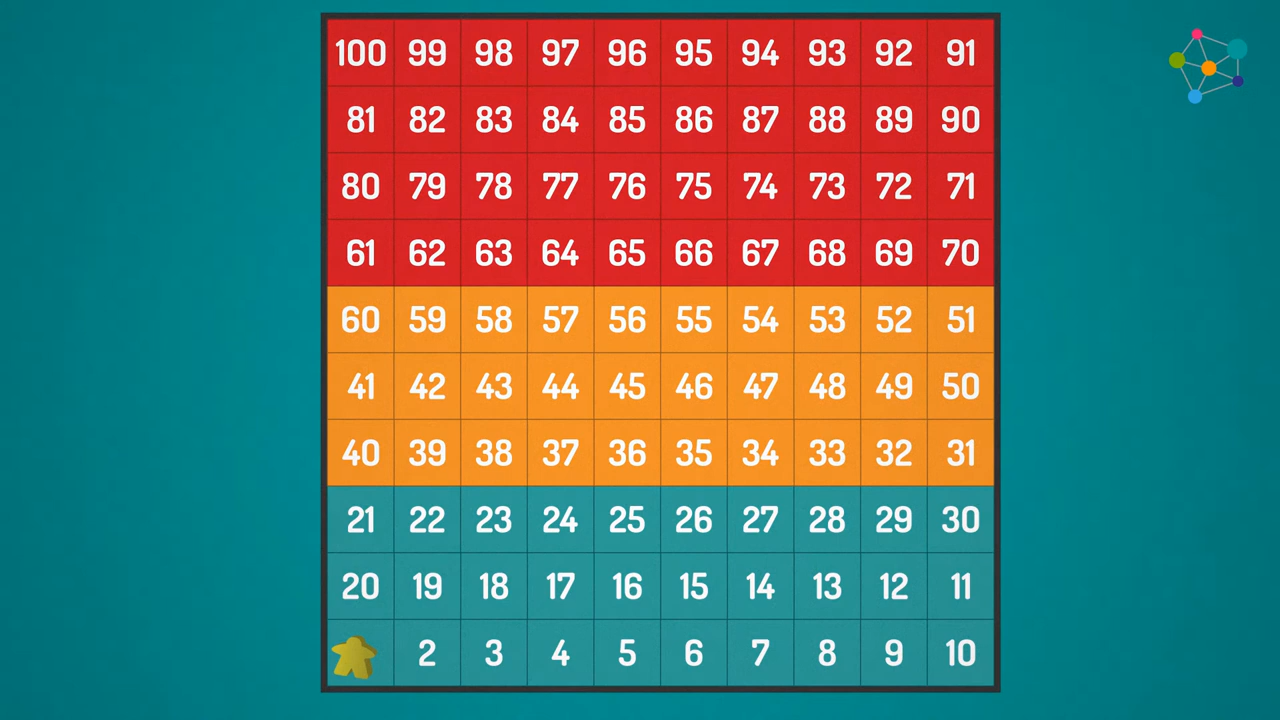 100 99 98 97 96 95 94 93 92 91
81 82 83 84 85 86 87 88 89 90
80 79 78 77 76 75 74 73 72 71
61 62 63 64 65 66 67 68 69 70
60 59 58 57 56 55 54 53 52 51
41 42 43 44 45 46 47 48 49 50
40 39 38 37 36 35 34 33 32 31
21 22 23 24 25 26 27 28 29 30
20 19 18 17 16 15 14 13 12 11
2 3 4 5 6 7 8 9 10